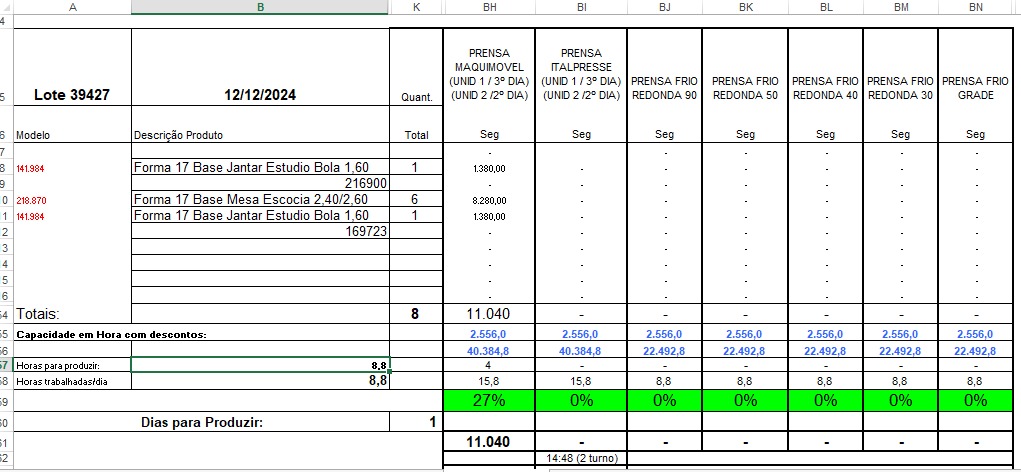 A B K BH BI BJ BK BL BM BN
4
5 Lote 39427 12/12/2024 Quant. PRENSA MAQUIMOVEL (UNID 1 / 3º DIA) (UNID 2 /2º DIA) PRENSA ITALPRESSE (UNID 1 / 3º DIA) (UNID 2 /2º DIA) PRENSA FRIO REDONDA 90 PRENSA FRIO REDONDA 50 PRENSA FRIO REDONDA 40 PRENSA FRIO REDONDA 30 PRENSA FRIO GRADE
6 Modelo Descrição Produto Total Seg Seg Seg Seg Seg Seg Seg
7 - - - - - - -
8 141.984 Forma 17 Base Jantar Estudio Bola 1,60 1 1.380,00 - - - - - -
9 216900 - - - - - - -
0 218.870 Forma 17 Base Mesa Escocia 2,40/2,60 6 8.280,00 - - - - - -
1 141.984 Forma 17 Base Jantar Estudio Bola 1,60 1 1.380,00 - - - - - -
2 169723 - - - - - - -
3 - - - - - - -
4 - - - - - - -
5 - - - - - - -
6 - - - - - - -
54 Totais: 8 11.040 - - - - - -
55 Capacidade em Hora com descontos: 2.556,0 2.556,0 2.556,0 2.556,0 2.556,0 2.556,0 2.556,0
56 40.384,8 40.384,8 22.492,8 22.492,8 22.492,8 22.492,8 22.492,8
57 Horas para produzir: 8,8 4 - - - - - -
58 Horas trabalhadas/dia 8,8 15,8 15,8 8,8 8,8 8,8 8,8 8,8
59 27% 0% 0% 0% 0% 0% 0%
60 Dias para Produzir: 1
61 11.040 - - - - - -
62 14:48 (2 turno)